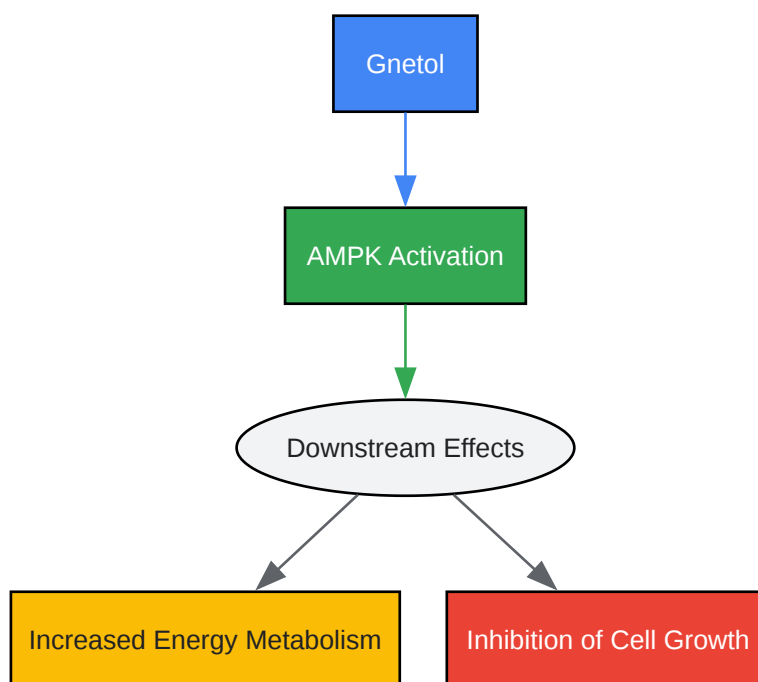 Gnetol
AMPK Activation
Downstream Effects
Increased Energy Metabolism
Inhibition of Cell Growth